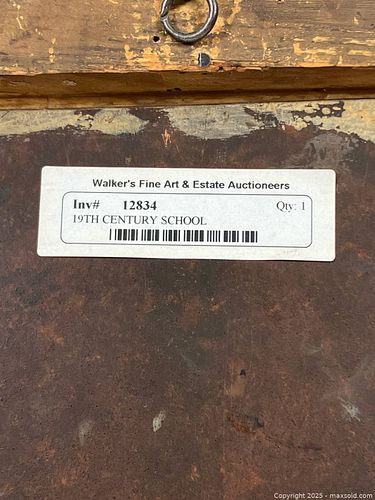 Walker's Fine Art & Estate Auctioneers
Inv# 12834 Qty: 1
19TH CENTURY SCHOOL
Copyright 2025 - maxsold.com